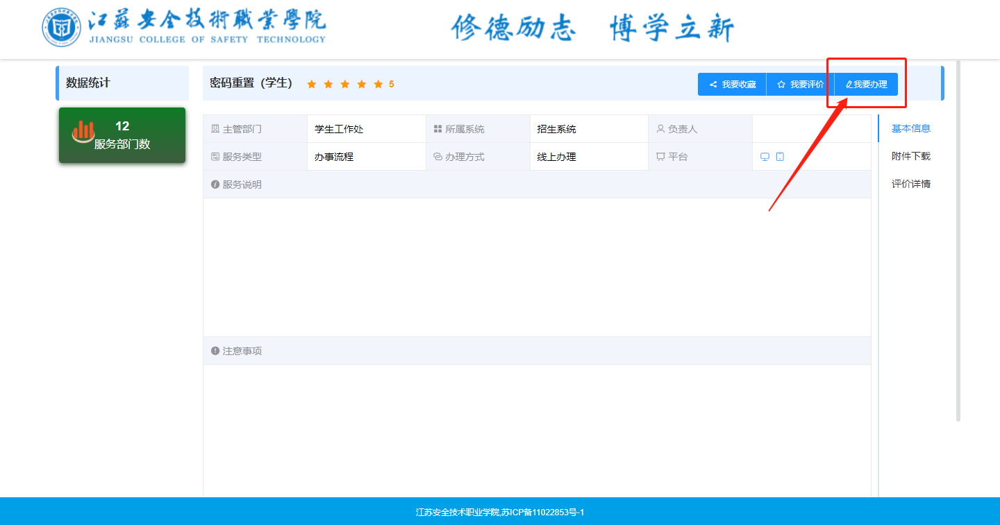 江蘇安全技術職業學院
JIANGSU COLLEGE OF SAFETY TECHNOLOGY
修德励志 博学立新
数据统计
12
服务部门数
密码重置（学生） 5
我要收藏 我要评价 我要办理
主管部门 学生工作处 所属系统 招生系统 负责人
服务类型 办事流程 办理方式 线上办理 平台
服务说明
注意事项
基本信息
附件下载
评价详情
江苏安全技术职业学院,苏ICP备11022853号-1